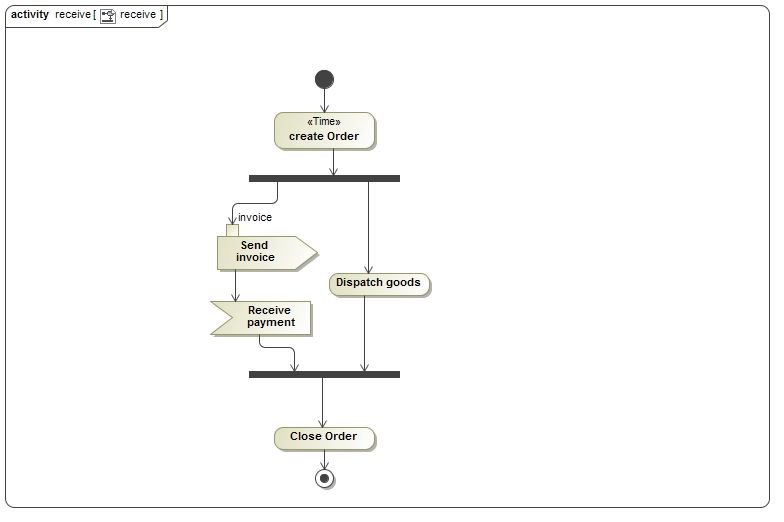 activity receive [ receive ]
«Time»
create Order
invoice
Send
invoice
Dispatch goods
Receive
payment
Close Order